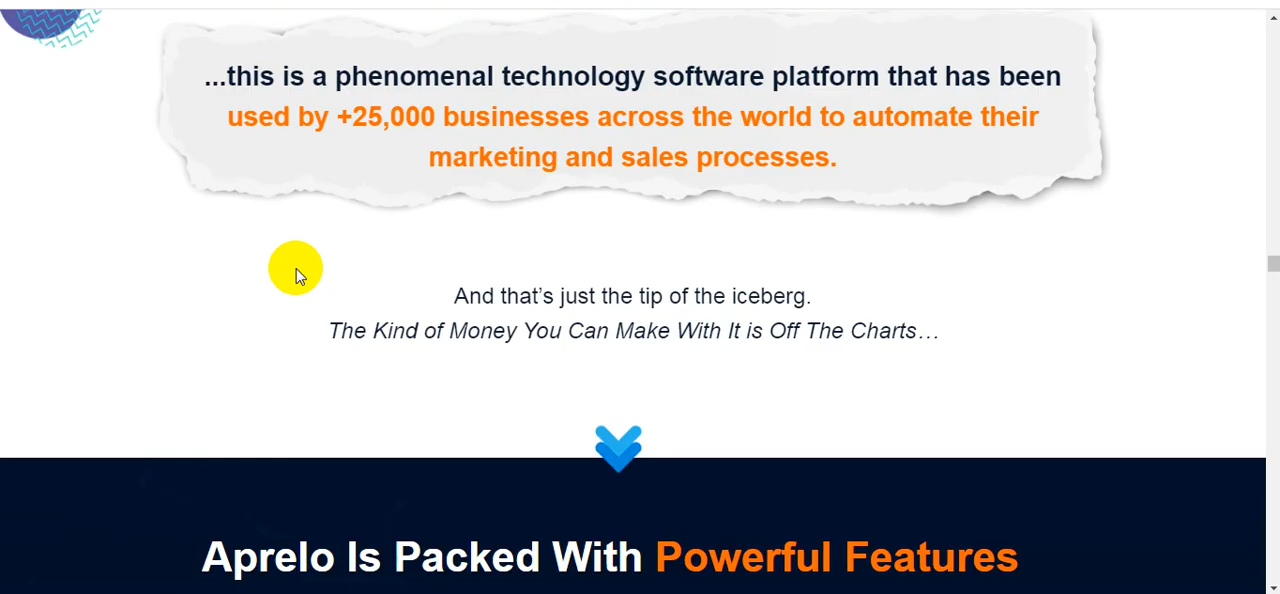 ...this is a phenomenal technology software platform that has been
used by +25,000 businesses across the world to automate their
marketing and sales processes.
And that’s just the tip of the iceberg.
The Kind of Money You Can Make With It is Off The Charts…
Aprelo Is Packed With Powerful Features